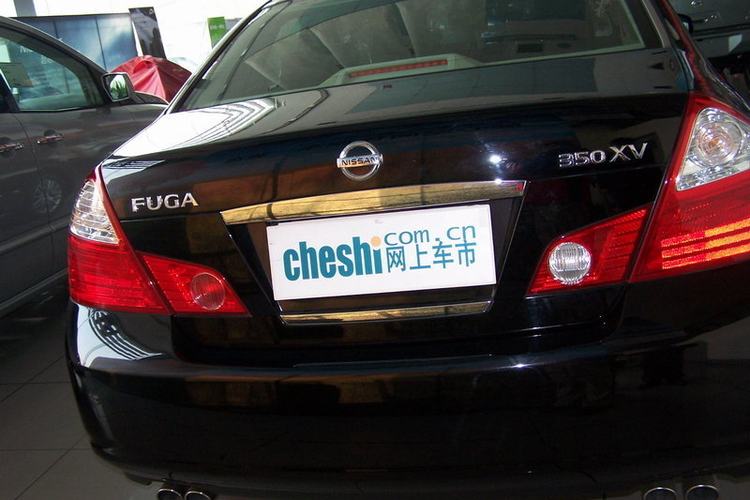 NISSAN
FUGA
350 XV
cheshi.com.cn
网上车市